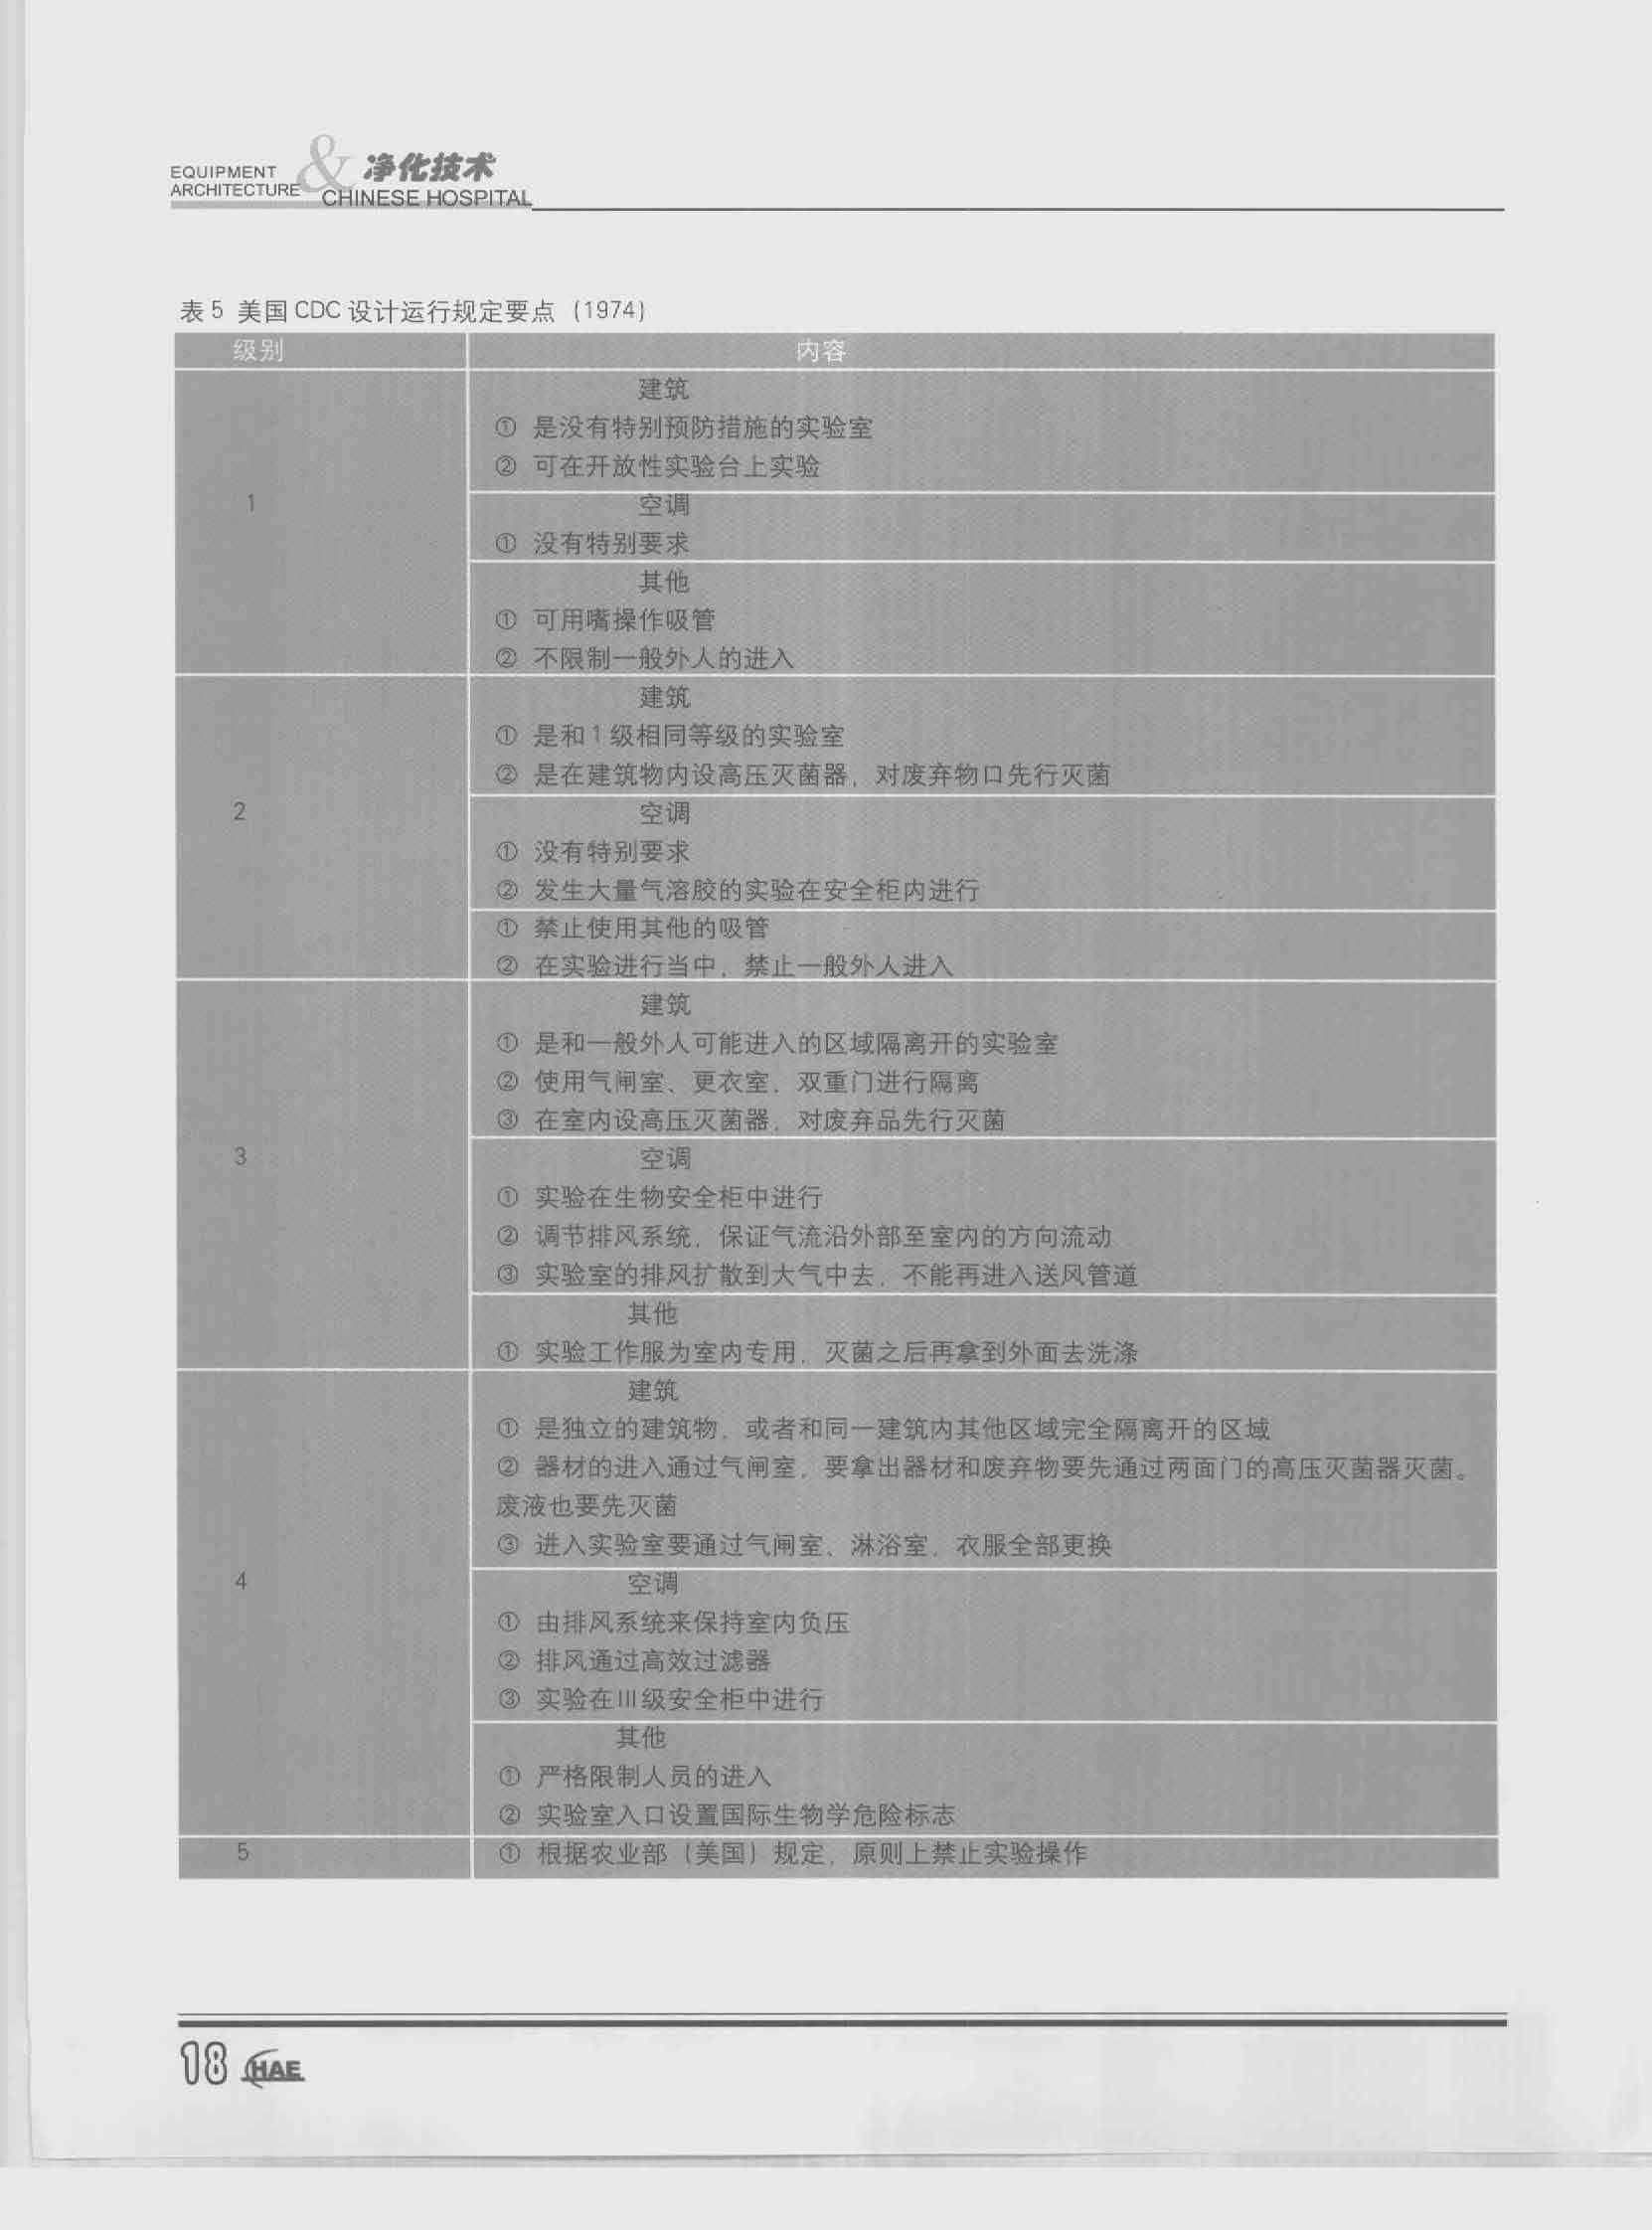 EQUIPMENT
ARCHITECTURE & 净化技术
CHINESE HOSPITAL
表5 美国CDC设计运行规定要点 (1974)
级别 内容
1
建筑
① 是没有特别预防措施的实验室
② 可在开放性实验台上实验
空调
① 没有特别要求
其他
① 可用嘴操作吸管
② 不限制一般外人的进入
2
建筑
① 是和1级相同等级的实验室
② 是在建筑物内设高压灭菌器，对废弃物口先行灭菌
空调
① 没有特别要求
② 发生大量气溶胶的实验在安全柜内进行
① 禁止使用其他的吸管
② 在实验进行当中，禁止一般外人进入
3
建筑
① 是和一般外人可能进入的区域隔离开的实验室
② 使用气闸室、更衣室，双重门进行隔离
③ 在室内设高压灭菌器，对废弃品先行灭菌
空调
① 实验在生物安全柜中进行
② 调节排风系统，保证气流沿外部至室内的方向流动
③ 实验室的排风扩散到大气中去，不能再进入送风管道
其他
① 实验工作服为室内专用，灭菌之后再拿到外面去洗涤
4
建筑
① 是独立的建筑物，或者和同一建筑内其他区域完全隔离开的区域
② 器材的进入通过气闸室，要拿出器材和废弃物要先通过两面门的高压灭菌器灭菌。
废液也要先灭菌
③ 进入实验室要通过气闸室、淋浴室，衣服全部更换
空调
① 由排风系统来保持室内负压
② 排风通过高效过滤器
③ 实验在III级安全柜中进行
其他
① 严格限制人员的进入
② 实验室入口设置国际生物学危险标志
5 ① 根据农业部（美国）规定，原则上禁止实验操作
18 CHAE